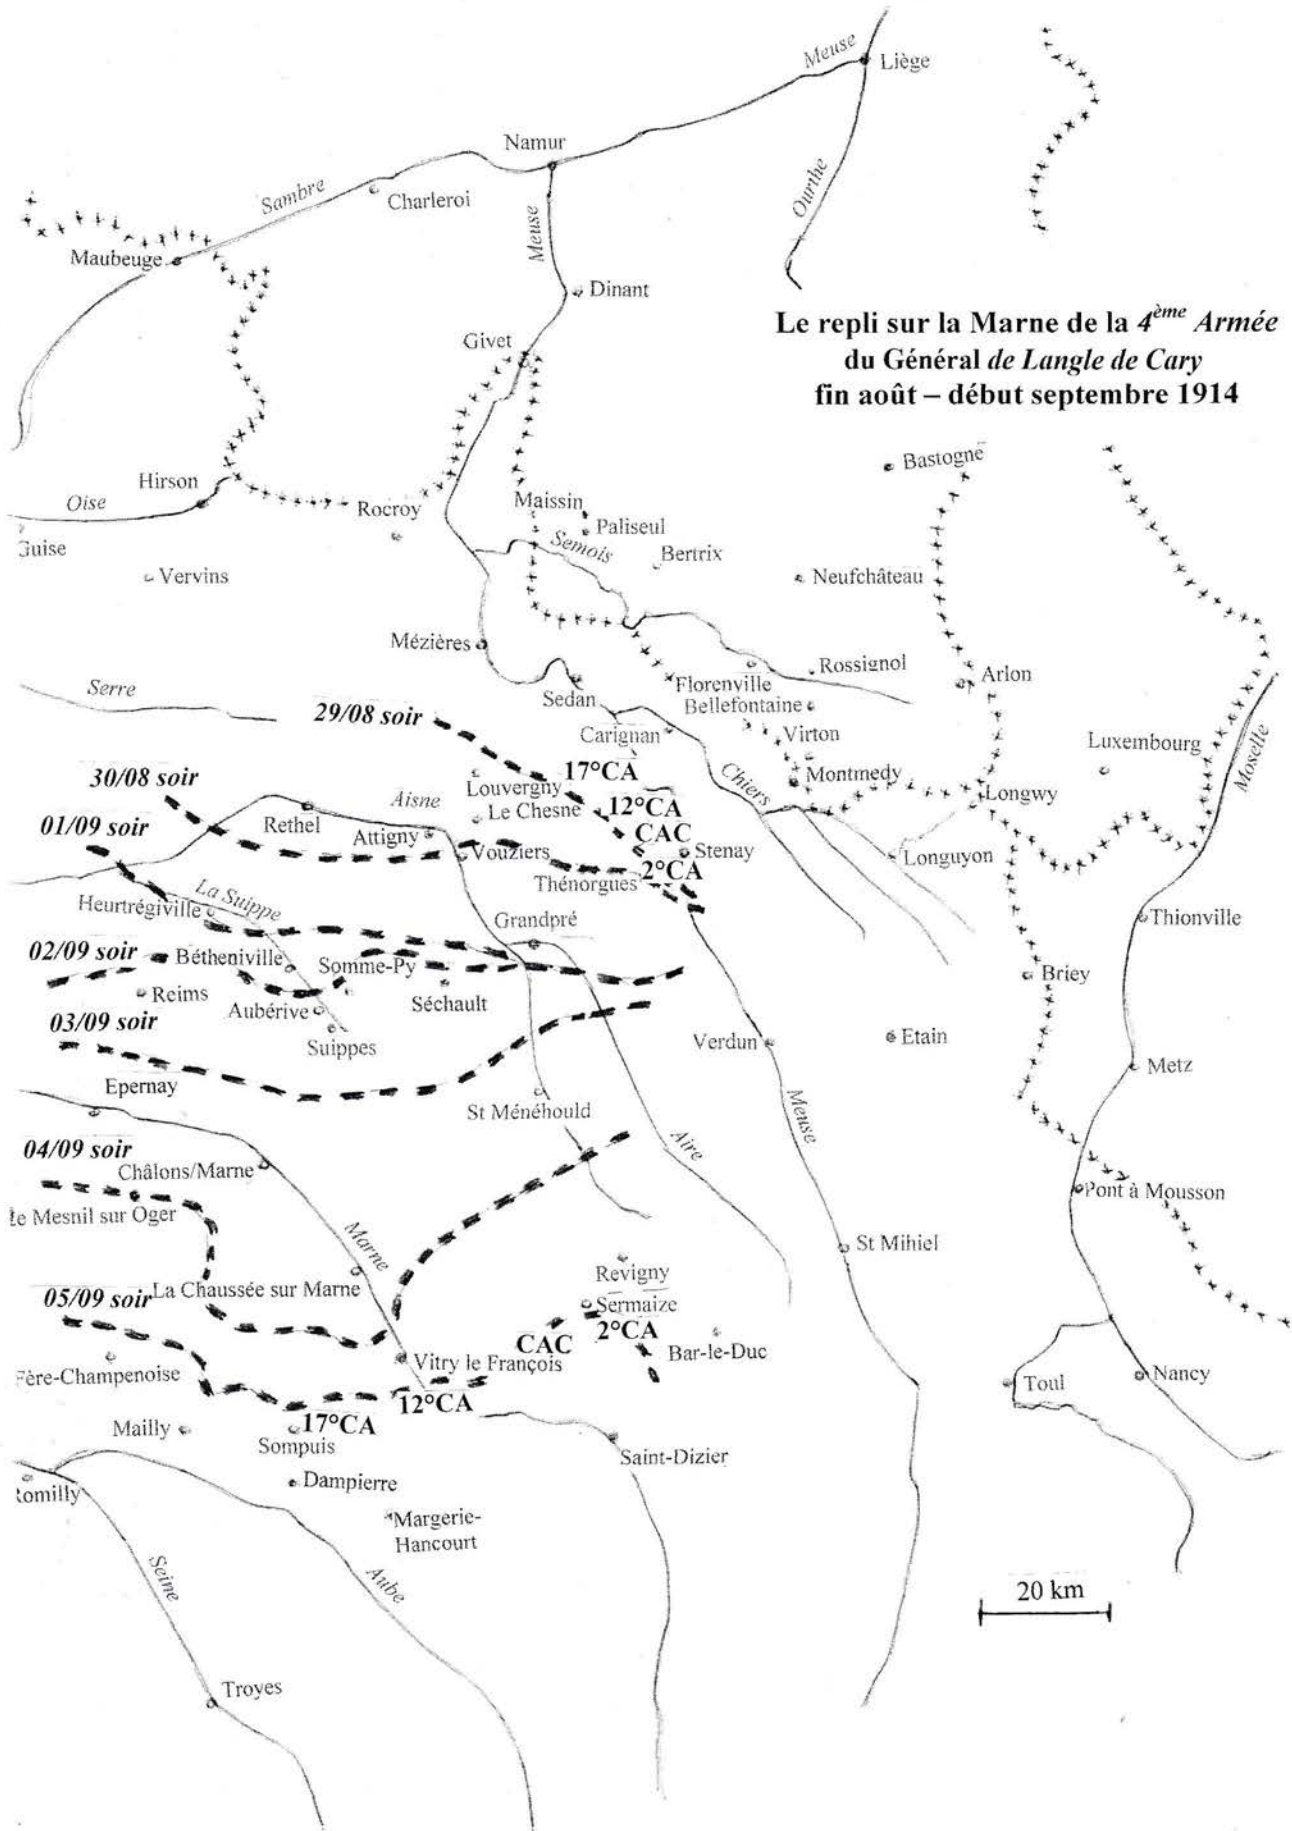 Meuse
Liège
Namur
Sambre
Charleroi
Ourthe
Meuse
Maubeuge
Dinant
Le repli sur la Marne de la 4ème Armée
du Général de Langle de Cary
fin août – début septembre 1914
Givet
Bastogne
Hirson
Oise
Rocroy
Maissin
Paliseul
Semois
Bertrix
Vervins
Neufchâteau
Mézières
Rossignol
Florenville
Arlon
Serre
Sedan
Bellefontaine
29/08 soir
Carignan
Virton
Luxembourg
Moselle
17°CA
Montmedy
30/08 soir
Louvergny
Chiers
Longwy
Aisne
Le Chesne
12°CA
01/09 soir
Rethel
Attigny
CAC
Vouziers
Stenay
Longuyon
Thénorgues
2°CA
La Suippe
Heurtrégiville
Grandpré
Thionville
02/09 soir
Bétheniville
Somme-Py
Briey
Reims
Séchault
Aubérive
03/09 soir
Suippes
Verdun
Etain
Metz
Epernay
St Ménéhould
Meuse
Aire
04/09 soir
Châlons/Marne
Pont à Mousson
le Mesnil sur Oger
Marne
St Mihiel
Revigny
La Chaussée sur Marne
05/09 soir
Sermaize
2°CA
CAC
Bar-le-Duc
Vitry le François
Fère-Champenoise
Toul
Nancy
12°CA
17°CA
Mailly
Sompuis
Saint-Dizier
Dampierre
Margerie-
Hancourt
Seine
Aube
20 km
Troyes